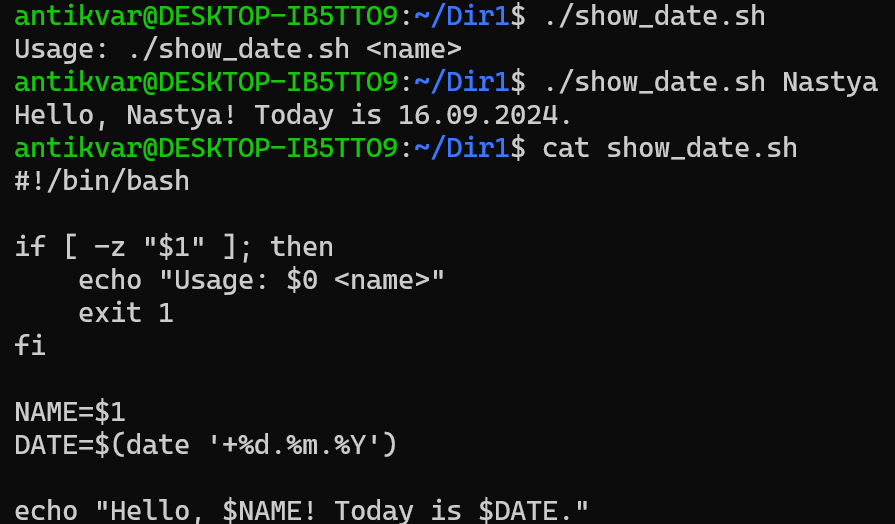 antikvar@DESKTOP-IB5TTO9:~/Dir1$ ./show_date.sh
Usage: ./show_date.sh <name>
antikvar@DESKTOP-IB5TTO9:~/Dir1$ ./show_date.sh Nastya
Hello, Nastya! Today is 16.09.2024.
antikvar@DESKTOP-IB5TTO9:~/Dir1$ cat show_date.sh
#!/bin/bash

if [ -z "$1" ]; then
    echo "Usage: $0 <name>"
    exit 1
fi

NAME=$1
DATE=$(date '+%d.%m.%Y')

echo "Hello, $NAME! Today is $DATE."